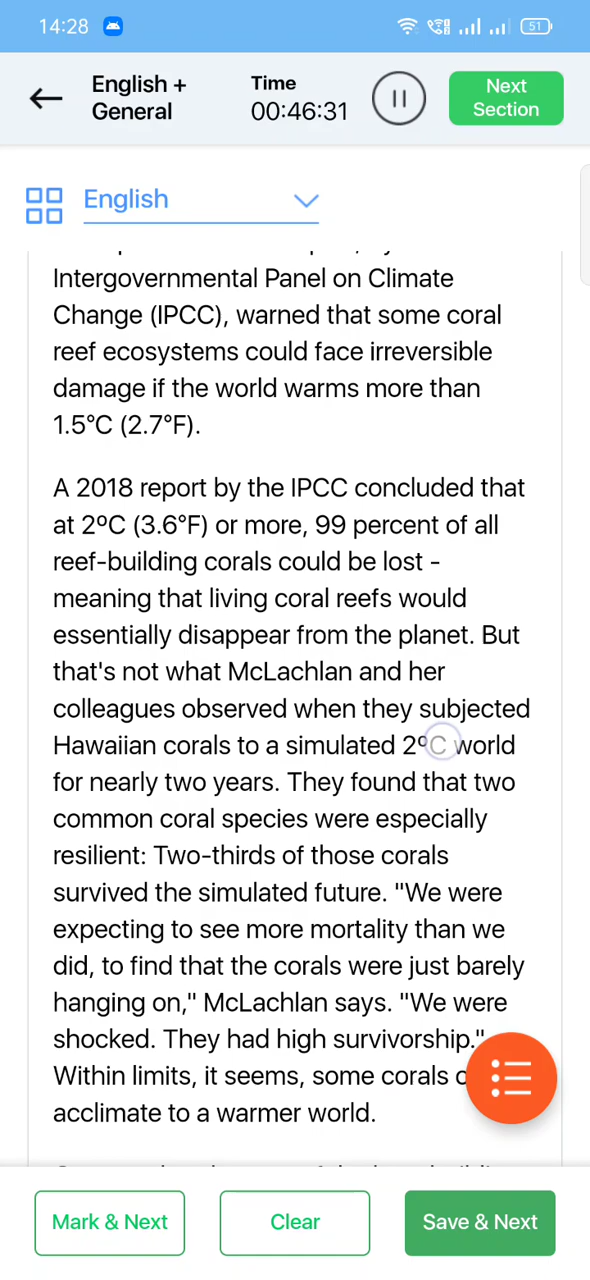 14:28
51
English +
General
Time
00:46:31
Next
Section
English
Intergovernmental Panel on Climate
Change (IPCC), warned that some coral
reef ecosystems could face irreversible
damage if the world warms more than
1.5°C (2.7°F).
A 2018 report by the IPCC concluded that
at 2ºC (3.6°F) or more, 99 percent of all
reef-building corals could be lost -
meaning that living coral reefs would
essentially disappear from the planet. But
that's not what McLachlan and her
colleagues observed when they subjected
Hawaiian corals to a simulated 2ºC world
for nearly two years. They found that two
common coral species were especially
resilient: Two-thirds of those corals
survived the simulated future. "We were
expecting to see more mortality than we
did, to find that the corals were just barely
hanging on," McLachlan says. "We were
shocked. They had high survivorship."
Within limits, it seems, some corals
acclimate to a warmer world.
Mark & Next
Clear
Save & Next